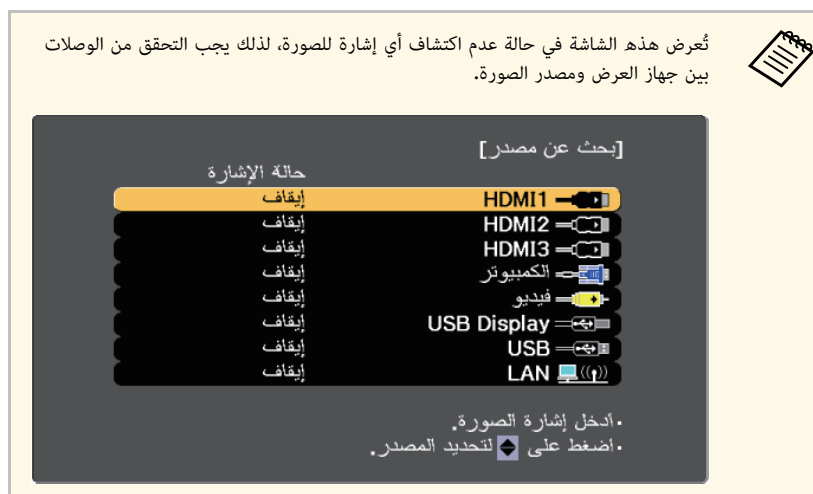 تُعرض هذه الشاشة في حالة عدم اكتشاف أي إشارة للصورة، لذلك يجب التحقق من الوصلات
بين جهاز العرض ومصدر الصورة.
[بحث عن مصدر]
حالة الإشارة
HDMI1 إيقاف
HDMI2 إيقاف
HDMI3 إيقاف
الكمبيوتر إيقاف
فيديو إيقاف
USB Display إيقاف
USB إيقاف
LAN إيقاف
•أدخل إشارة الصورة.
•اضغط على لتحديد المصدر.